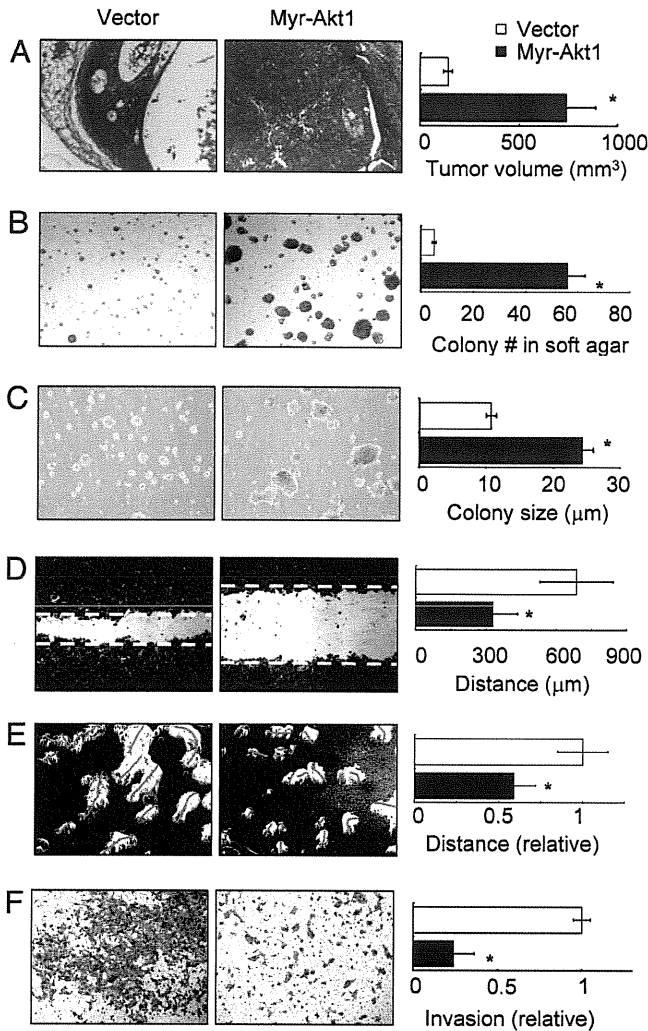 Vector
Myr-Akt1
Vector
Myr-Akt1
A
*
0 500 1000
Tumor volume (mm³)
B
*
0 20 40 60 80
Colony # in soft agar
C
*
0 10 20 30
Colony size (µm)
D
*
0 300 600 900
Distance (µm)
E
*
0 0.5 1
Distance (relative)
F
*
0 0.5 1
Invasion (relative)